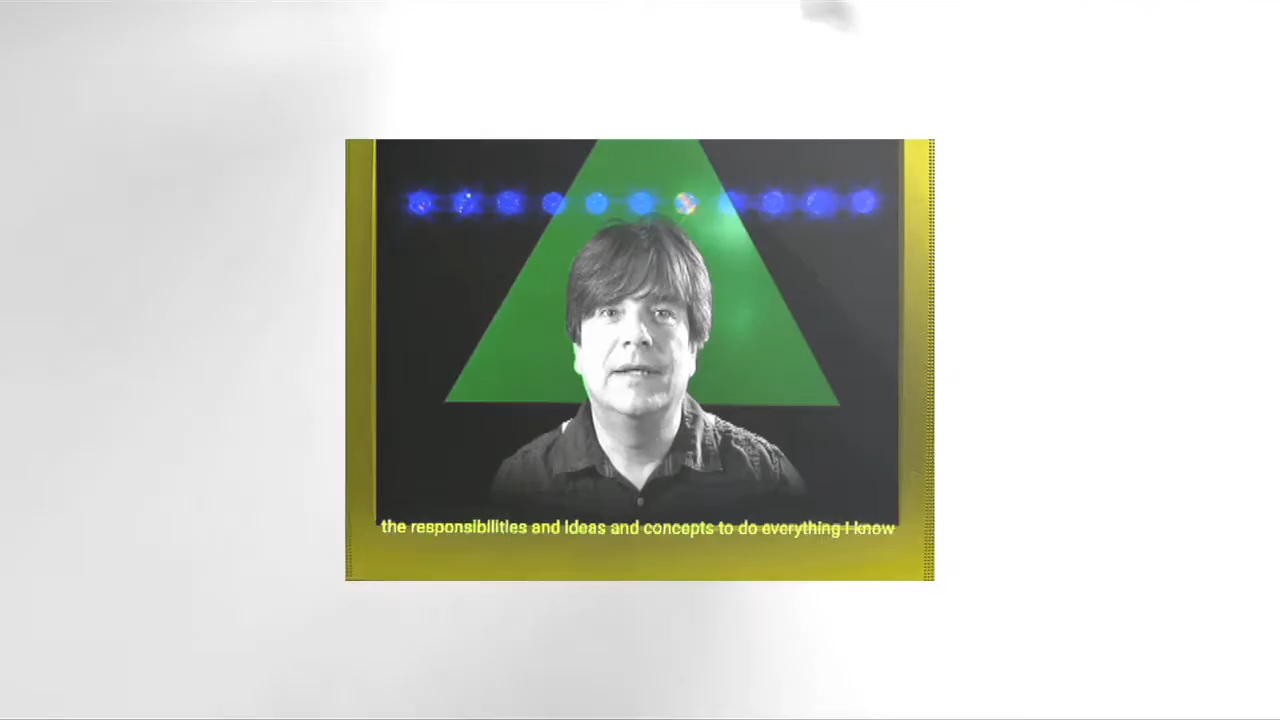 the responsibilities and ideas and concepts to do everything I know